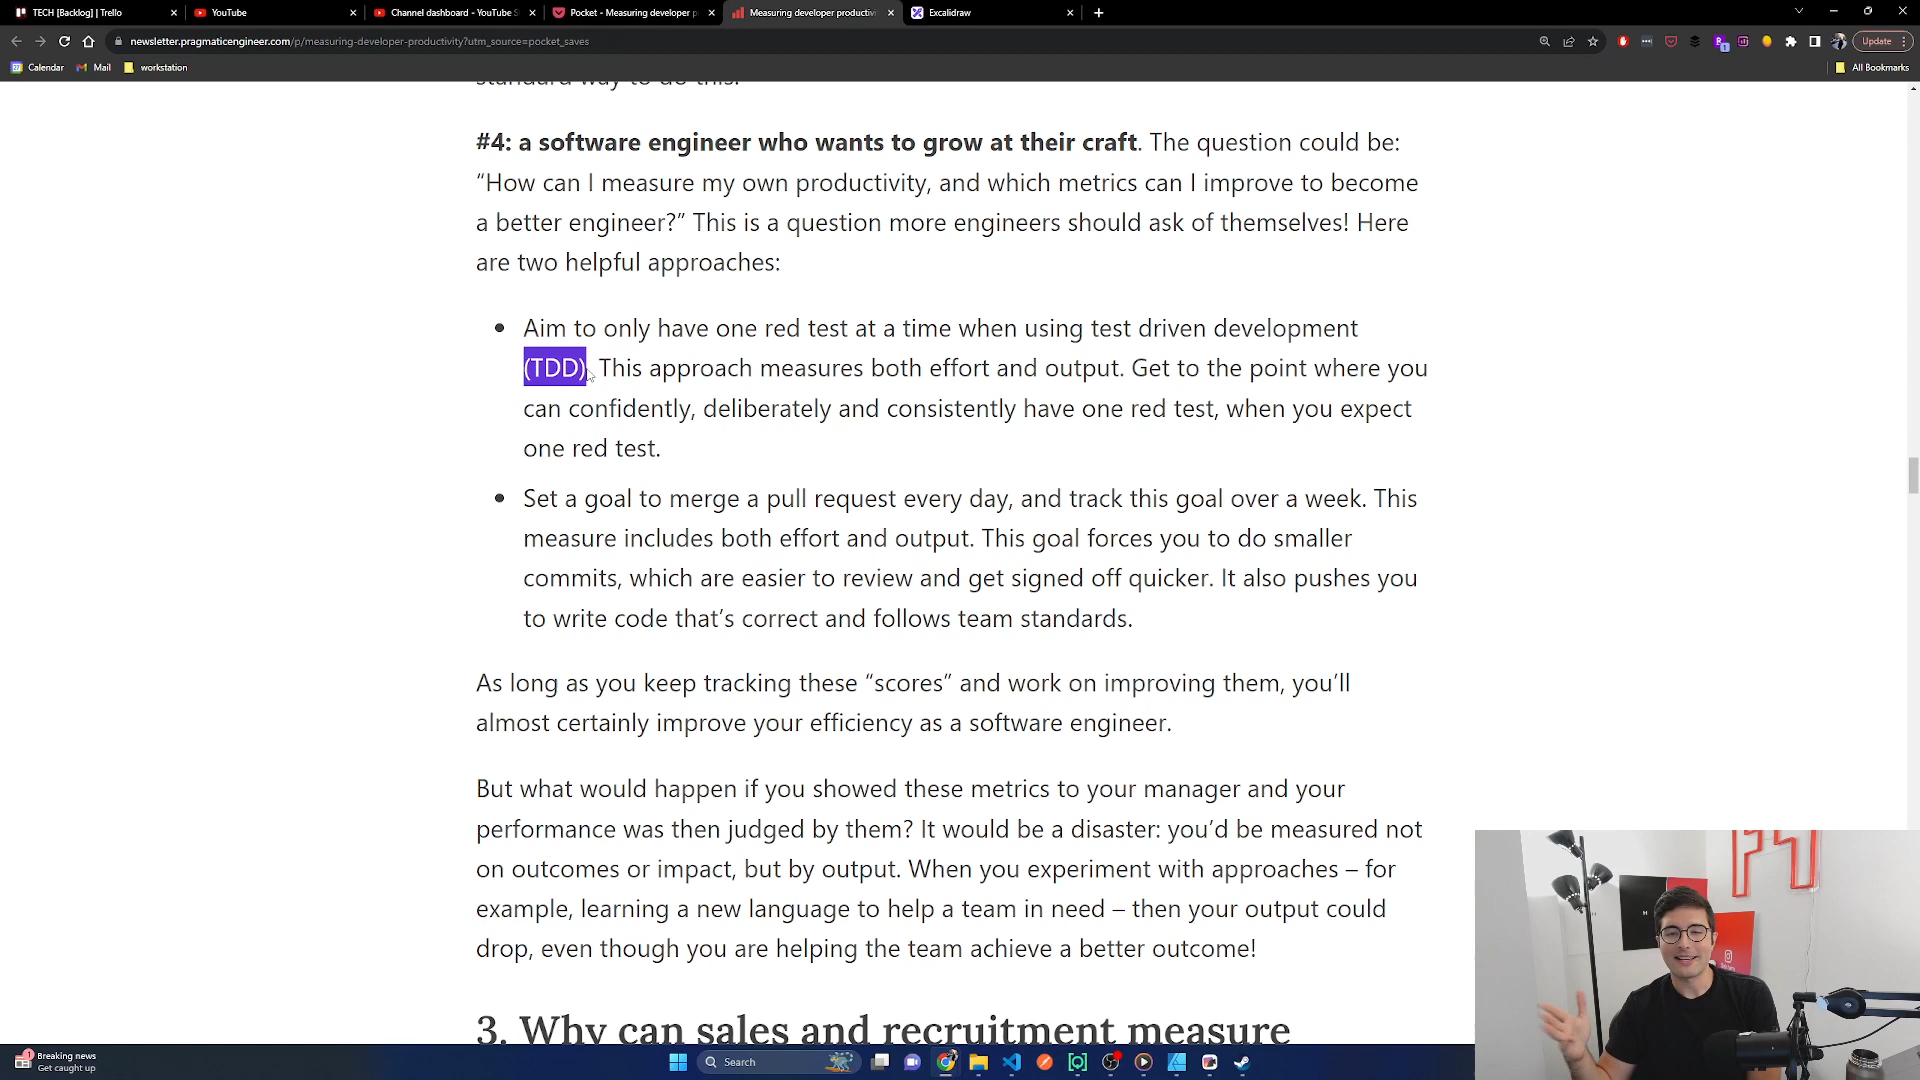 TECH [Backlog] | Trello
YouTube
Channel dashboard - YouTube S
Pocket - Measuring developer p
Measuring developer productivi
Excalidraw
newsletter.pragmaticengineer.com/p/measuring-developer-productivity?utm_source=pocket_saves
Update
Calendar
Mail
workstation
All Bookmarks
standard way to do this.
#4: a software engineer who wants to grow at their craft. The question could be:
“How can I measure my own productivity, and which metrics can I improve to become
a better engineer?” This is a question more engineers should ask of themselves! Here
are two helpful approaches:
• Aim to only have one red test at a time when using test driven development
(TDD). This approach measures both effort and output. Get to the point where you
can confidently, deliberately and consistently have one red test, when you expect
one red test.
• Set a goal to merge a pull request every day, and track this goal over a week. This
measure includes both effort and output. This goal forces you to do smaller
commits, which are easier to review and get signed off quicker. It also pushes you
to write code that’s correct and follows team standards.
As long as you keep tracking these “scores” and work on improving them, you’ll
almost certainly improve your efficiency as a software engineer.
But what would happen if you showed these metrics to your manager and your
performance was then judged by them? It would be a disaster: you’d be measured not
on outcomes or impact, but by output. When you experiment with approaches – for
example, learning a new language to help a team in need – then your output could
drop, even though you are helping the team achieve a better outcome!
3. Why can sales and recruitment measure
1
Breaking news
Get caught up
Search